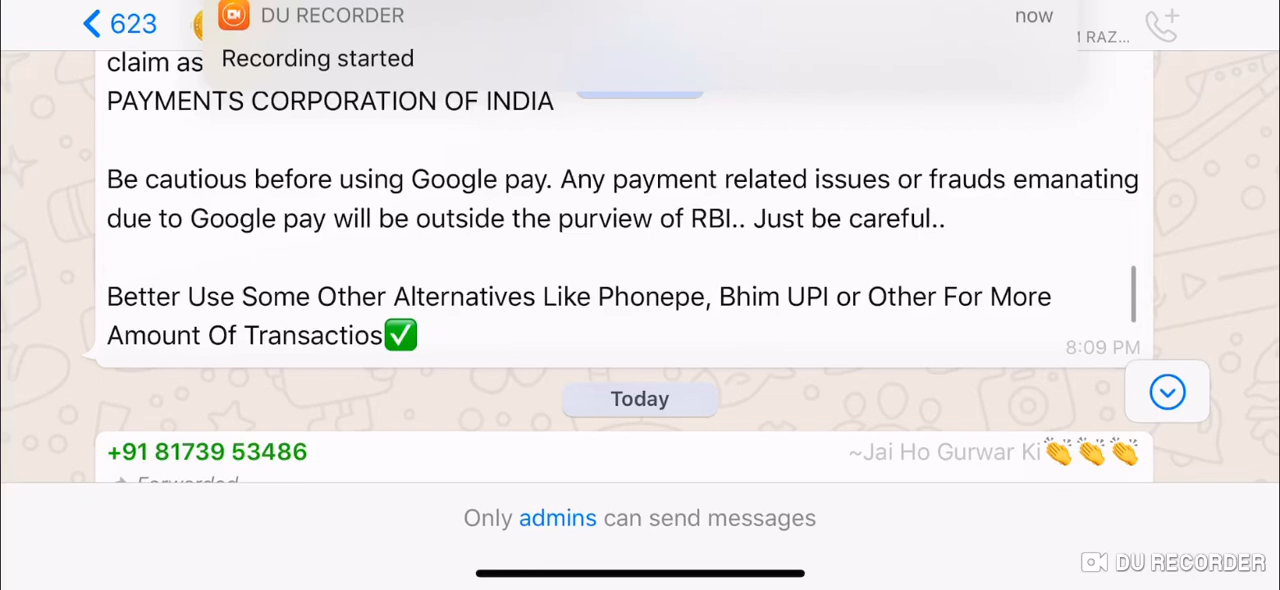 DU RECORDER
now
Recording started
623
RAZ...
claim as
PAYMENTS CORPORATION OF INDIA
Be cautious before using Google pay. Any payment related issues or frauds emanating
due to Google pay will be outside the purview of RBI.. Just be careful..
Better Use Some Other Alternatives Like Phonepe, Bhim UPI or Other For More
Amount Of Transactios✅
8:09 PM
Today
+91 81739 53486
~Jai Ho Gurwar Ki👏👏👏
Forwarded
Only admins can send messages
DU RECORDER